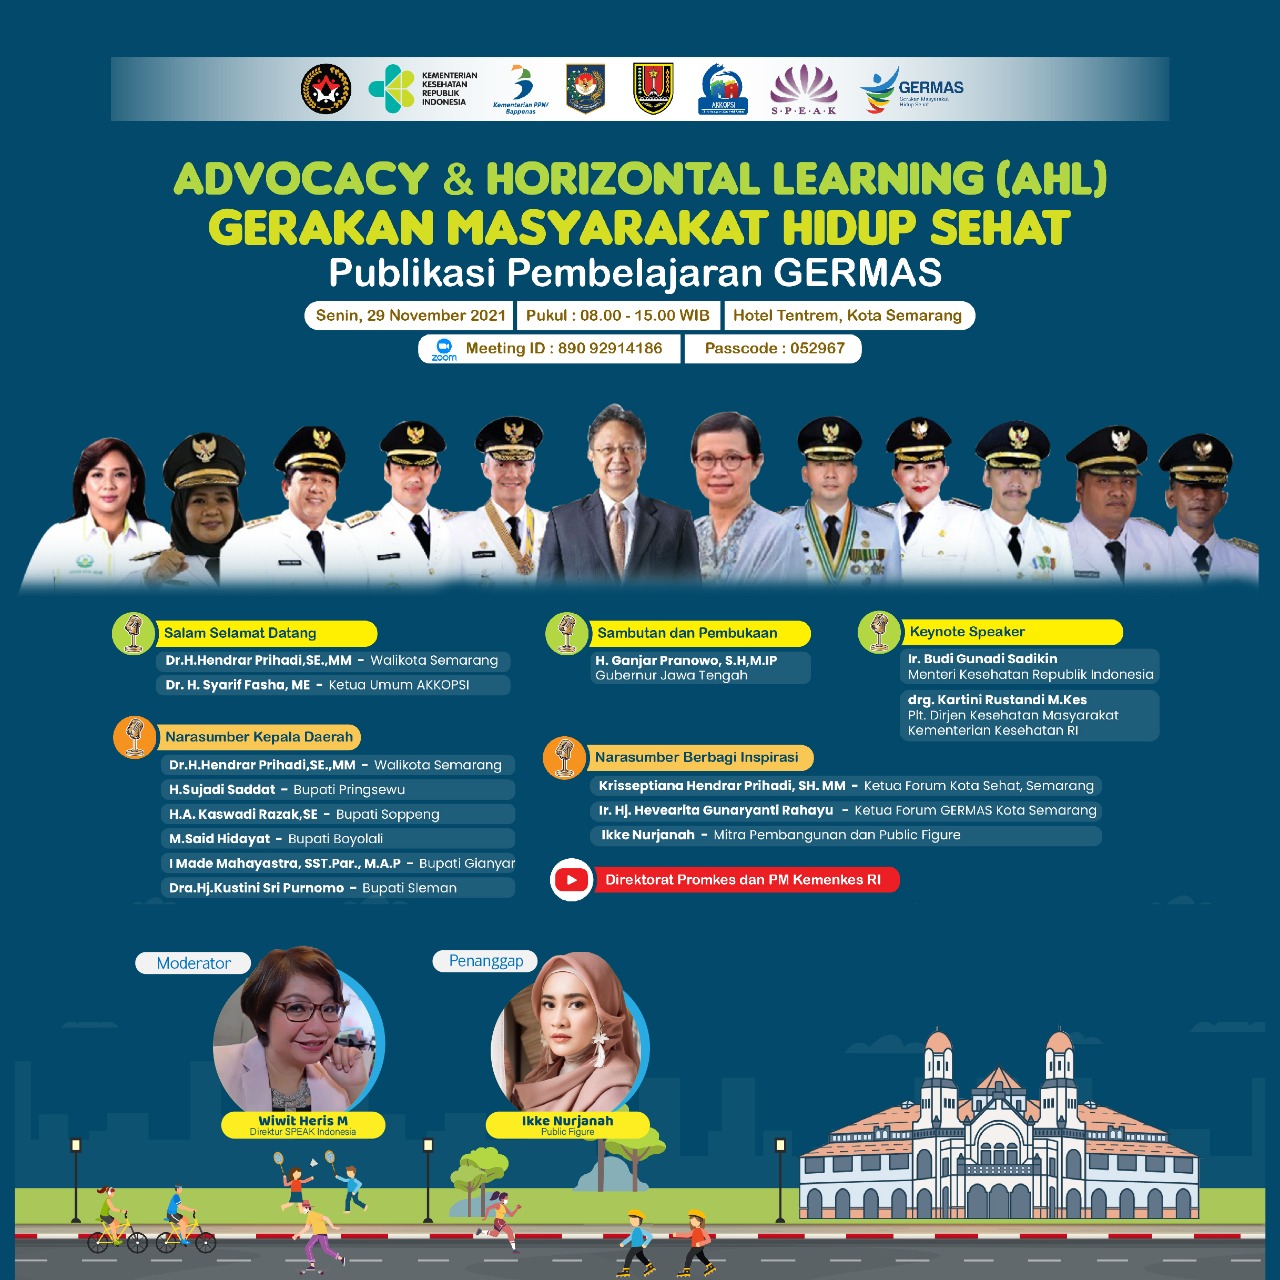 KEMENTERIAN
KESEHATAN
REPUBLIK
INDONESIA
Kementerian PPN/
Bappenas
AKKOPSI
S·P·E·A·K
GERMAS
Gerakan Masyarakat
Hidup Sehat
ADVOCACY & HORIZONTAL LEARNING (AHL)
GERAKAN MASYARAKAT HIDUP SEHAT
Publikasi Pembelajaran GERMAS
Senin, 29 November 2021 Pukul : 08.00 - 15.00 WIB Hotel Tentrem, Kota Semarang
zoom Meeting ID : 890 92914186 Passcode : 052967
Salam Selamat Datang
Dr.H.Hendrar Prihadi,SE.,MM - Walikota Semarang
Dr. H. Syarif Fasha, ME - Ketua Umum AKKOPSI
Sambutan dan Pembukaan
H. Ganjar Pranowo, S.H,M.IP
Gubernur Jawa Tengah
Keynote Speaker
Ir. Budi Gunadi Sadikin
Menteri Kesehatan Republik Indonesia
drg. Kartini Rustandi M.Kes
Plt. Dirjen Kesehatan Masyarakat
Kementerian Kesehatan RI
Narasumber Kepala Daerah
Dr.H.Hendrar Prihadi,SE.,MM - Walikota Semarang
H.Sujadi Saddat - Bupati Pringsewu
H.A. Kaswadi Razak,SE - Bupati Soppeng
M.Said Hidayat - Bupati Boyolali
I Made Mahayastra, SST.Par., M.A.P - Bupati Gianyar
Dra.Hj.Kustini Sri Purnomo - Bupati Sleman
Narasumber Berbagi Inspirasi
Krisseptiana Hendrar Prihadi, SH. MM - Ketua Forum Kota Sehat, Semarang
Ir. Hj. Hevearita Gunaryanti Rahayu - Ketua Forum GERMAS Kota Semarang
Ikke Nurjanah - Mitra Pembangunan dan Public Figure
Direktorat Promkes dan PM Kemenkes RI
Moderator
Wiwit Heris M
Direktur SPEAK Indonesia
Penanggap
Ikke Nurjanah
Public Figure